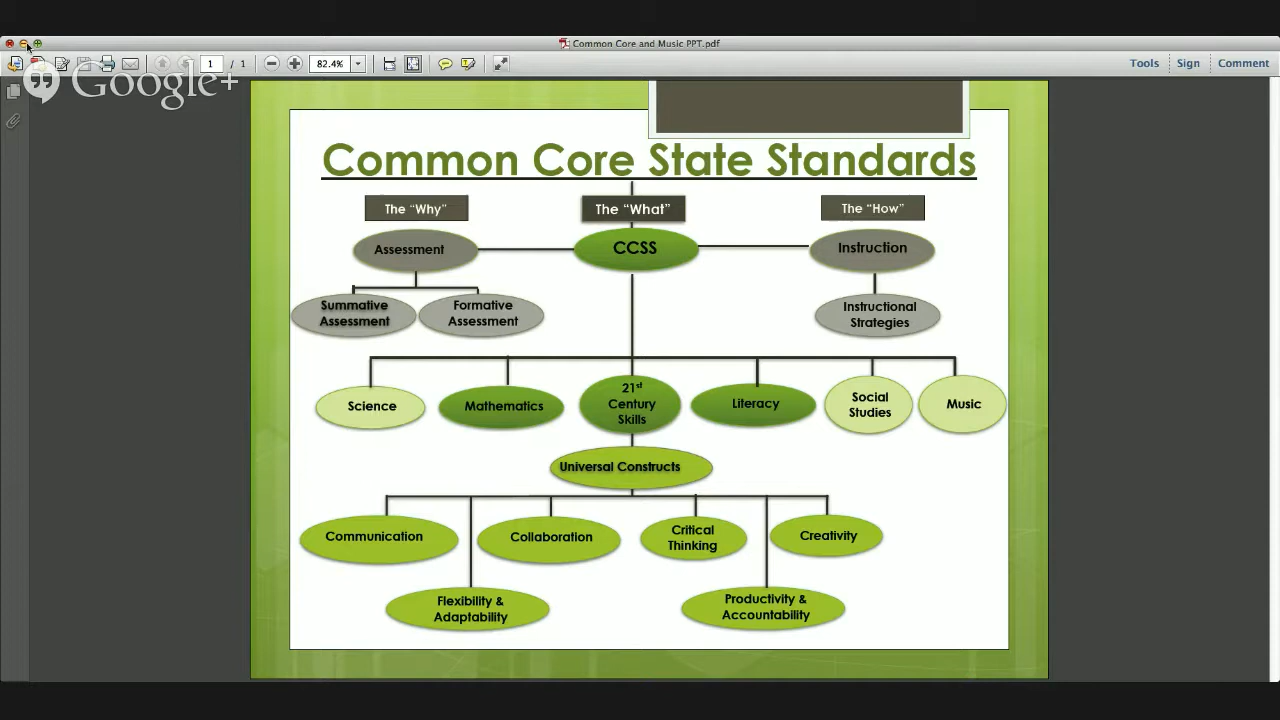 Common Core and Music PPT.pdf
1 / 1
82.4%
Tools Sign Comment
Google+
Common Core State Standards
The “Why”
The “What”
The “How”
Assessment
CCSS
Instruction
Summative
Assessment
Formative
Assessment
Instructional
Strategies
Science
Mathematics
21st
Century
Skills
Literacy
Social
Studies
Music
Universal Constructs
Communication
Collaboration
Critical
Thinking
Creativity
Flexibility &
Adaptability
Productivity &
Accountability